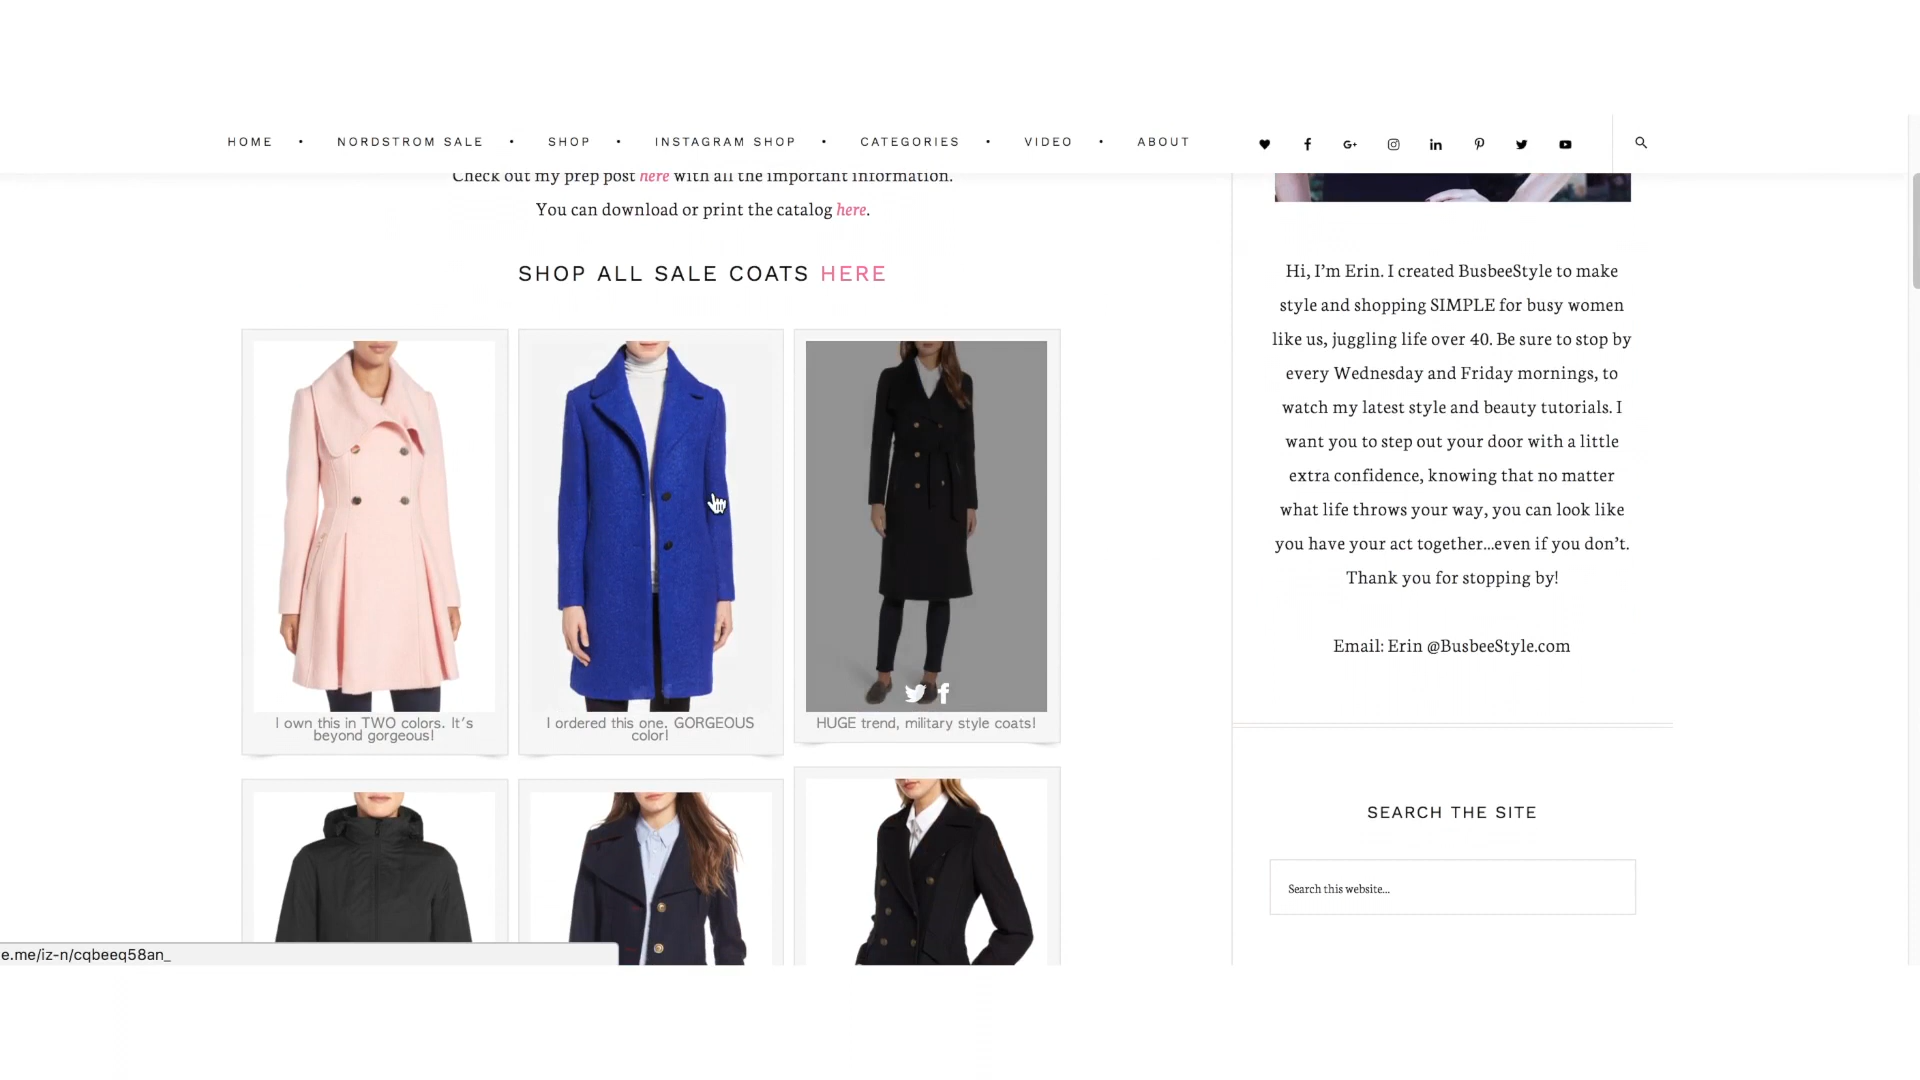 HOME • NORDSTROM SALE • SHOP • INSTAGRAM SHOP • CATEGORIES • VIDEO • ABOUT
Check out my prep post here with all the important information.
You can download or print the catalog here.
SHOP ALL SALE COATS HERE
I own this in TWO colors. It's
beyond gorgeous!
I ordered this one. GORGEOUS
color!
HUGE trend, military style coats!
Hi, I'm Erin. I created BusbeeStyle to make
style and shopping SIMPLE for busy women
like us, juggling life over 40. Be sure to stop by
every Wednesday and Friday mornings, to
watch my latest style and beauty tutorials. I
want you to step out your door with a little
extra confidence, knowing that no matter
what life throws your way, you can look like
you have your act together...even if you don't.
Thank you for stopping by!
Email: Erin @BusbeeStyle.com
SEARCH THE SITE
Search this website...
e.me/iz-n/cqbeeq58an_